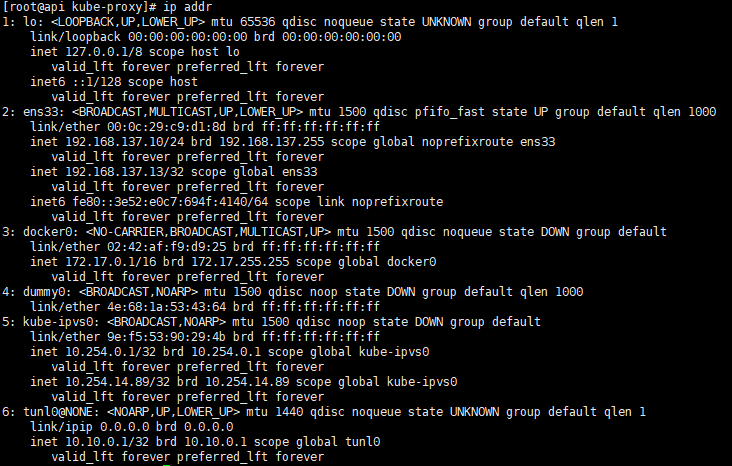 [root@api kube-proxy]# ip addr
1: lo: <LOOPBACK,UP,LOWER_UP> mtu 65536 qdisc noqueue state UNKNOWN group default qlen 1
    link/loopback 00:00:00:00:00:00 brd 00:00:00:00:00:00
    inet 127.0.0.1/8 scope host lo
       valid_lft forever preferred_lft forever
    inet6 ::1/128 scope host
       valid_lft forever preferred_lft forever
2: ens33: <BROADCAST,MULTICAST,UP,LOWER_UP> mtu 1500 qdisc pfifo_fast state UP group default qlen 1000
    link/ether 00:0c:29:c9:d1:8d brd ff:ff:ff:ff:ff:ff
    inet 192.168.137.10/24 brd 192.168.137.255 scope global noprefixroute ens33
       valid_lft forever preferred_lft forever
    inet 192.168.137.13/32 scope global ens33
       valid_lft forever preferred_lft forever
    inet6 fe80::3e52:e0c7:694f:4140/64 scope link noprefixroute
       valid_lft forever preferred_lft forever
3: docker0: <NO-CARRIER,BROADCAST,MULTICAST,UP> mtu 1500 qdisc noqueue state DOWN group default
    link/ether 02:42:af:f9:d9:25 brd ff:ff:ff:ff:ff:ff
    inet 172.17.0.1/16 brd 172.17.255.255 scope global docker0
       valid_lft forever preferred_lft forever
4: dummy0: <BROADCAST,NOARP> mtu 1500 qdisc noop state DOWN group default qlen 1000
    link/ether 4e:68:1a:53:43:64 brd ff:ff:ff:ff:ff:ff
5: kube-ipvs0: <BROADCAST,NOARP> mtu 1500 qdisc noop state DOWN group default
    link/ether 9e:f5:53:90:29:4b brd ff:ff:ff:ff:ff:ff
    inet 10.254.0.1/32 brd 10.254.0.1 scope global kube-ipvs0
       valid_lft forever preferred_lft forever
    inet 10.254.14.89/32 brd 10.254.14.89 scope global kube-ipvs0
       valid_lft forever preferred_lft forever
6: tunl0@NONE: <NOARP,UP,LOWER_UP> mtu 1440 qdisc noqueue state UNKNOWN group default qlen 1
    link/ipip 0.0.0.0 brd 0.0.0.0
    inet 10.10.0.1/32 brd 10.10.0.1 scope global tunl0
       valid_lft forever preferred_lft forever